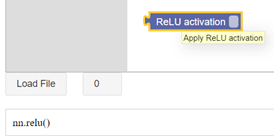 ReLU activation
Apply ReLU activation
Load File
0
nn.relu()